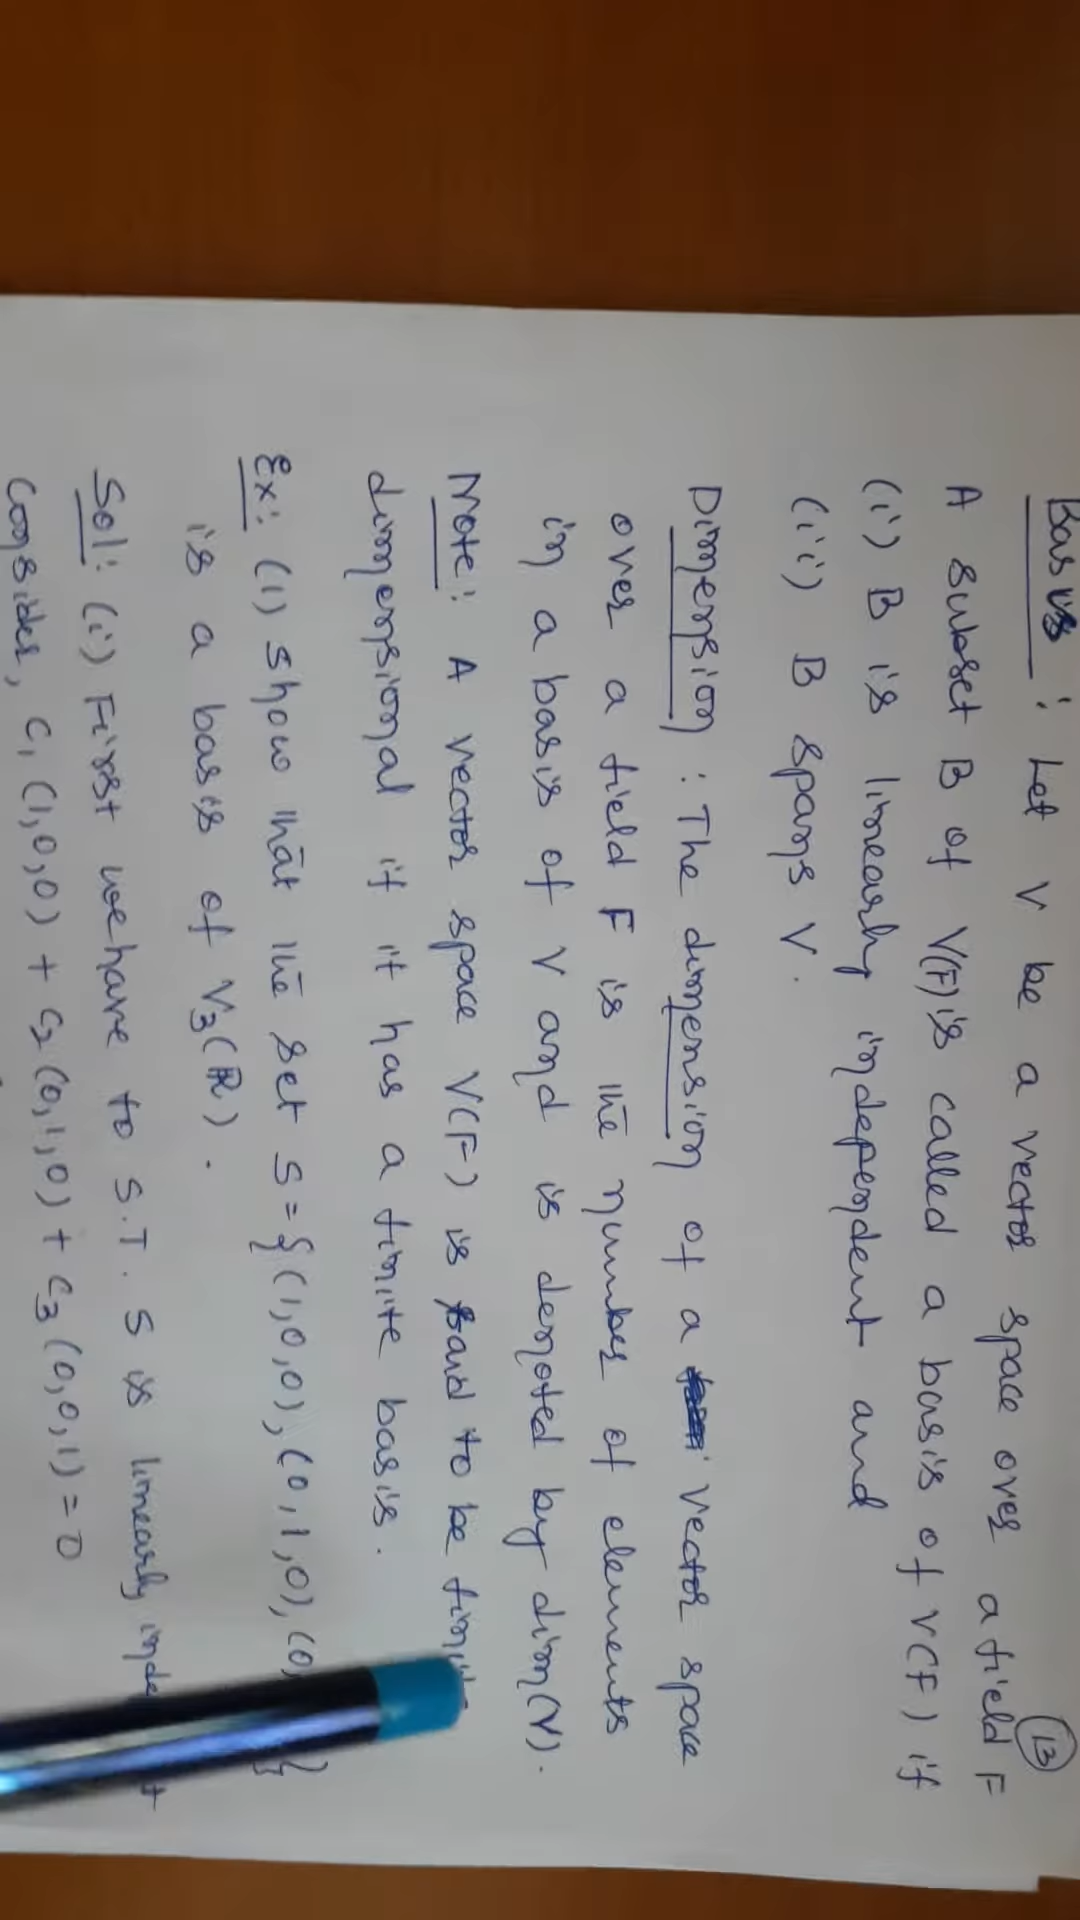 13
Basis : Let V be a vector space over a field F
A subset B of V(F) is called a basis of V(F) if
(i) B is linearly independent and
(ii) B spans V.
Dimension : The dimension of a vector space
over a field F is the number of elements
in a basis of V and is denoted by dim(V).
Note: A vector space V(F) is said to be finite
dimensional if it has a finite basis.
Ex: (1) show that the set S = {(1,0,0), (0,1,0), (0, }
is a basis of V3(R).
Sol: (i) First we have to S.T. S is linearly
Consider, c1 (1,0,0) + c2 (0,1,0) + c3 (0,0,1) = 0